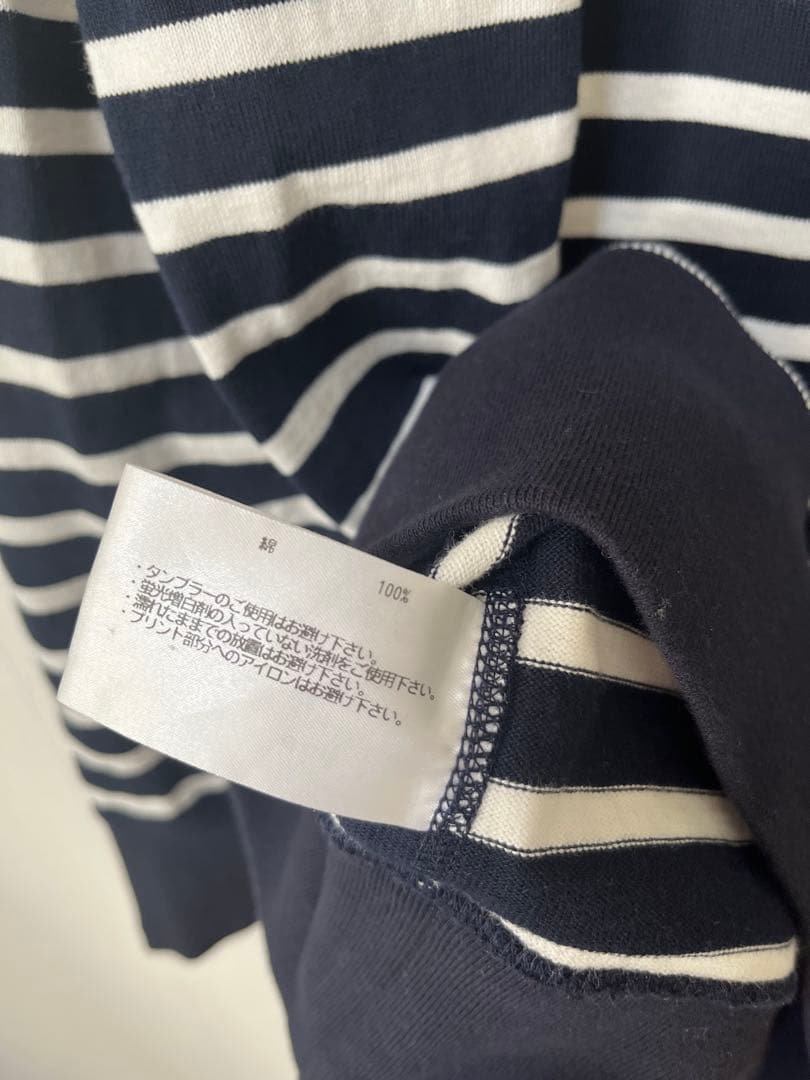 綿 100%
・タンブラーのご使用はお避け下さい。
・蛍光増白剤の入っていない洗剤をご使用下さい。
・濡れたままでの放置はお避け下さい。
・プリント部分へのアイロンはお避け下さい。